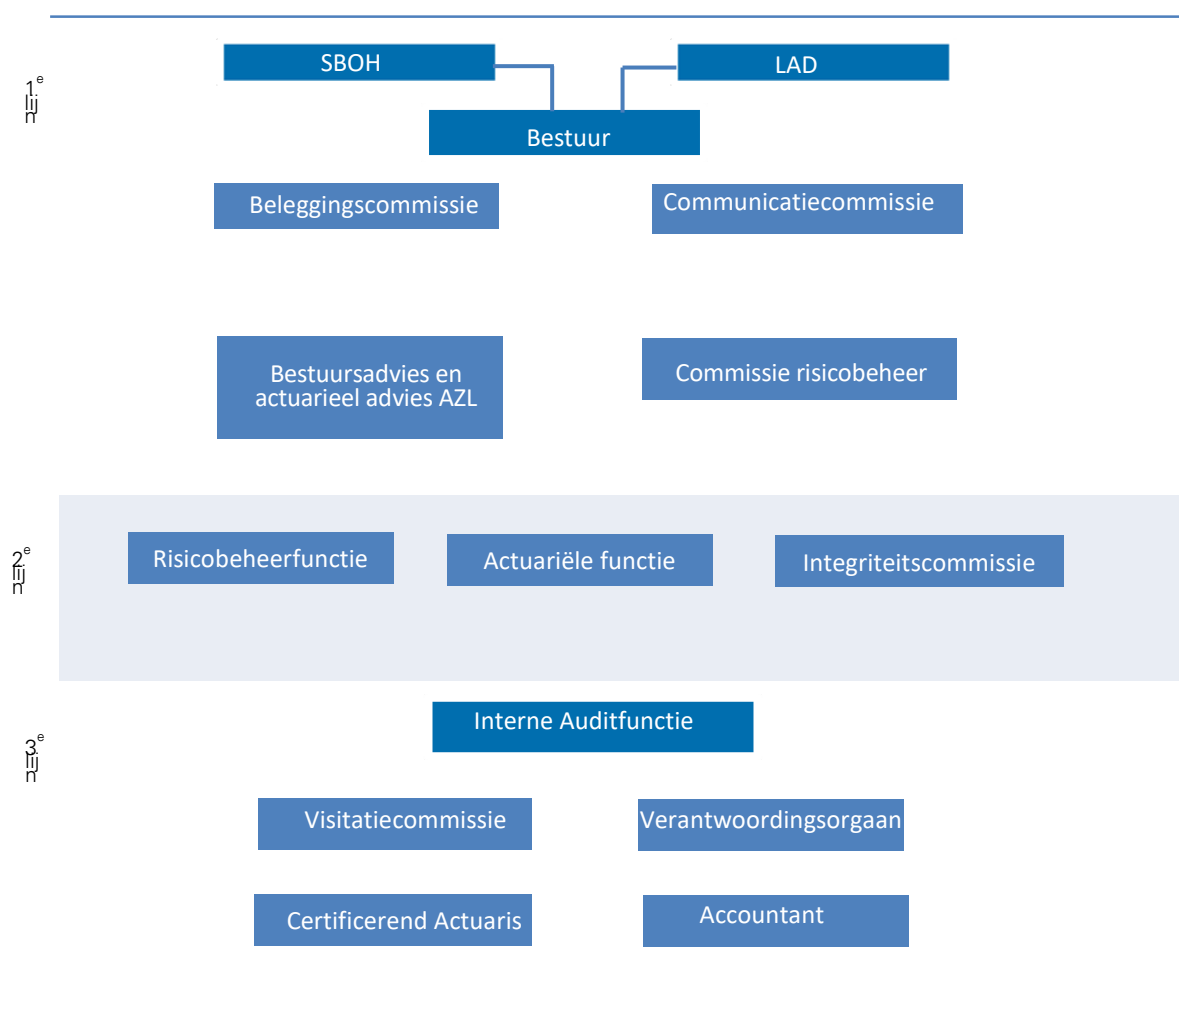 SBOH
LAD
1e
lijn
Bestuur
Beleggingscommissie
Communicatiecommissie
Bestuursadvies en
actuarieel advies AZL
Commissie risicobeheer
2e
lijn
Risicobeheerfunctie
Actuariële functie
Integriteitscommissie
3e
lijn
Interne Auditfunctie
Visitatiecommissie
Verantwoordingsorgaan
Certificerend Actuaris
Accountant